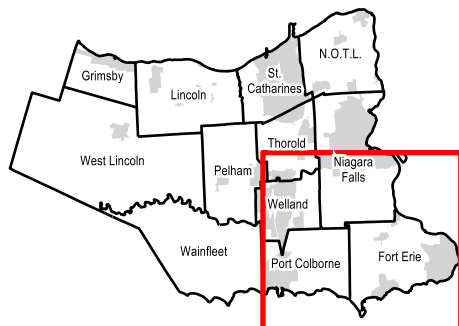 N.O.T.L.
Grimsby
Lincoln
St.
Catharines
Thorold
West Lincoln
Pelham
Niagara
Falls
Welland
Wainfleet
Port Colborne
Fort Erie